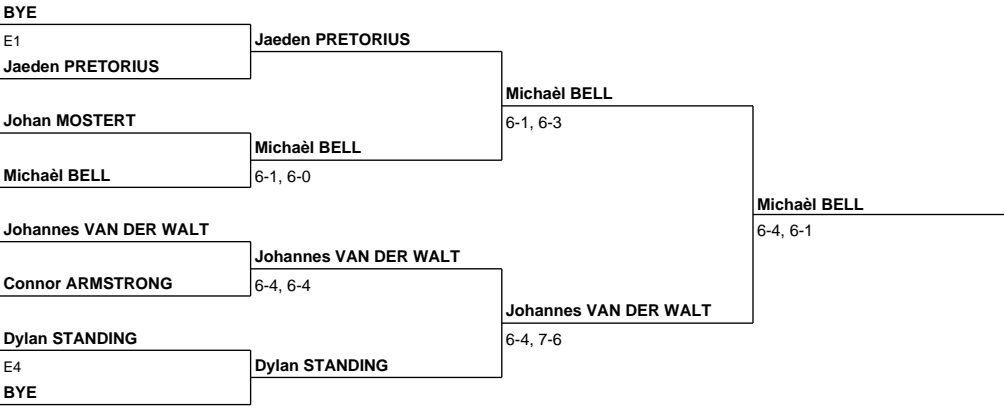 BYE
E1
Jaeden PRETORIUS
Jaeden PRETORIUS
Michaèl BELL
6-1, 6-3
Johan MOSTERT
Michaèl BELL
Michaèl BELL
6-1, 6-0
Michaèl BELL
6-4, 6-1
Johannes VAN DER WALT
Johannes VAN DER WALT
Connor ARMSTRONG
6-4, 6-4
Johannes VAN DER WALT
6-4, 7-6
Dylan STANDING
E4
Dylan STANDING
BYE